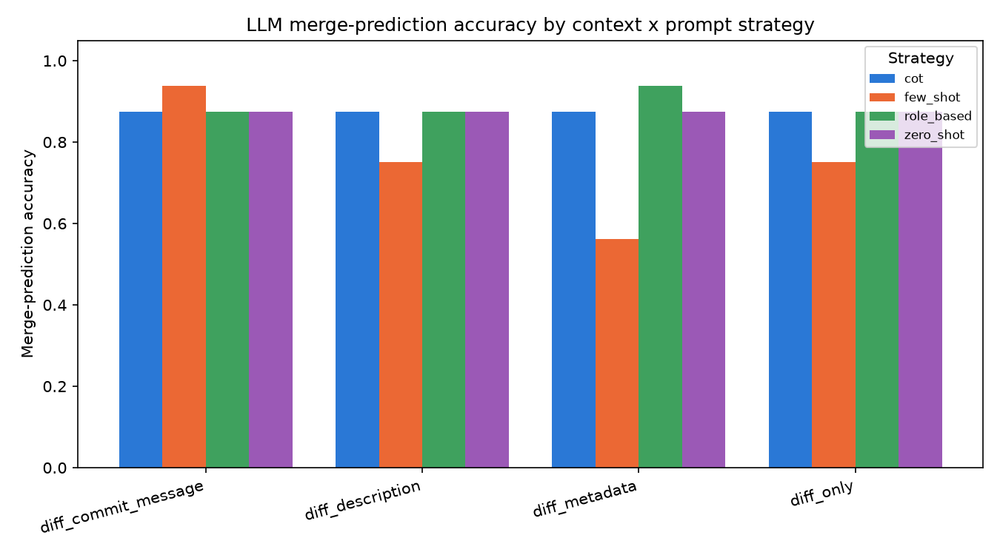 LLM merge-prediction accuracy by context x prompt strategy
Merge-prediction accuracy
1.0
0.8
0.6
0.4
0.2
0.0
Strategy
cot
few_shot
role_based
zero_shot
diff_commit_message
diff_description
diff_metadata
diff_only